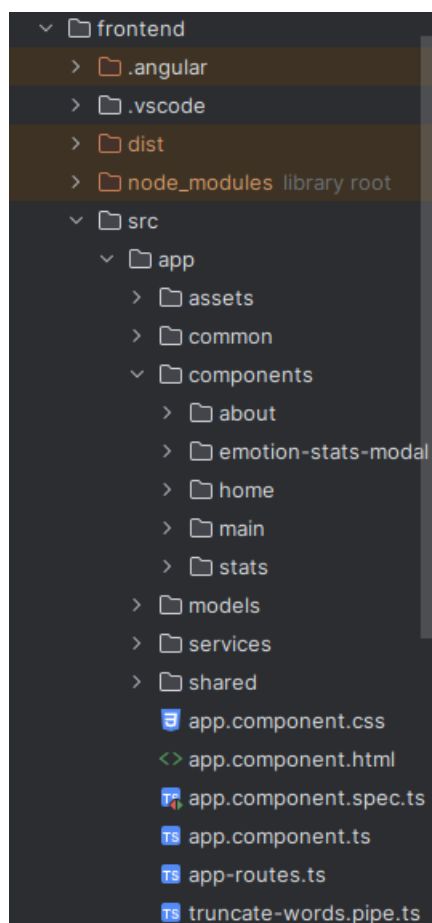 frontend
.angular
.vscode
dist
node_modules library root
src
app
assets
common
components
about
emotion-stats-modal
home
main
stats
models
services
shared
app.component.css
app.component.html
app.component.spec.ts
app.component.ts
app-routes.ts
truncate-words.pipe.ts